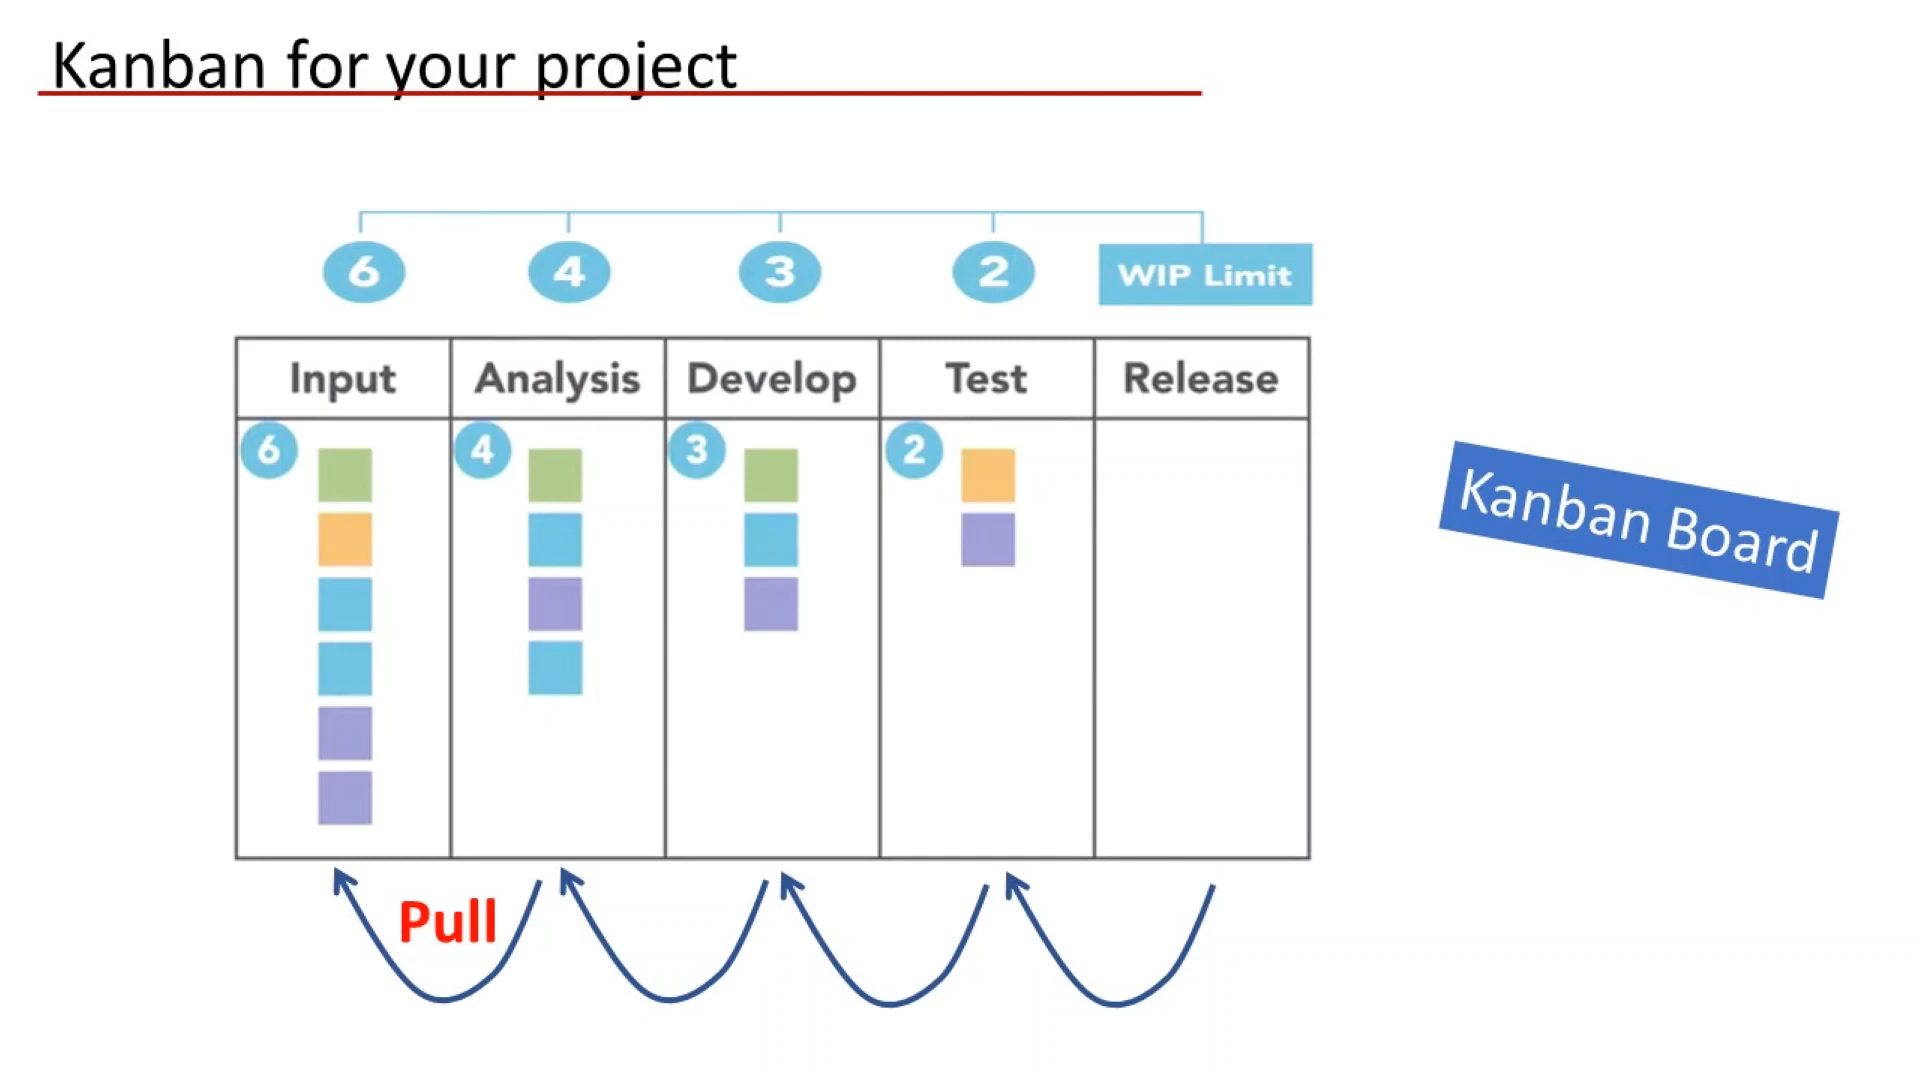 Kanban for your project
6 4 3 2 WIP Limit
Input Analysis Develop Test Release
6 4 3 2
Kanban Board
Pull